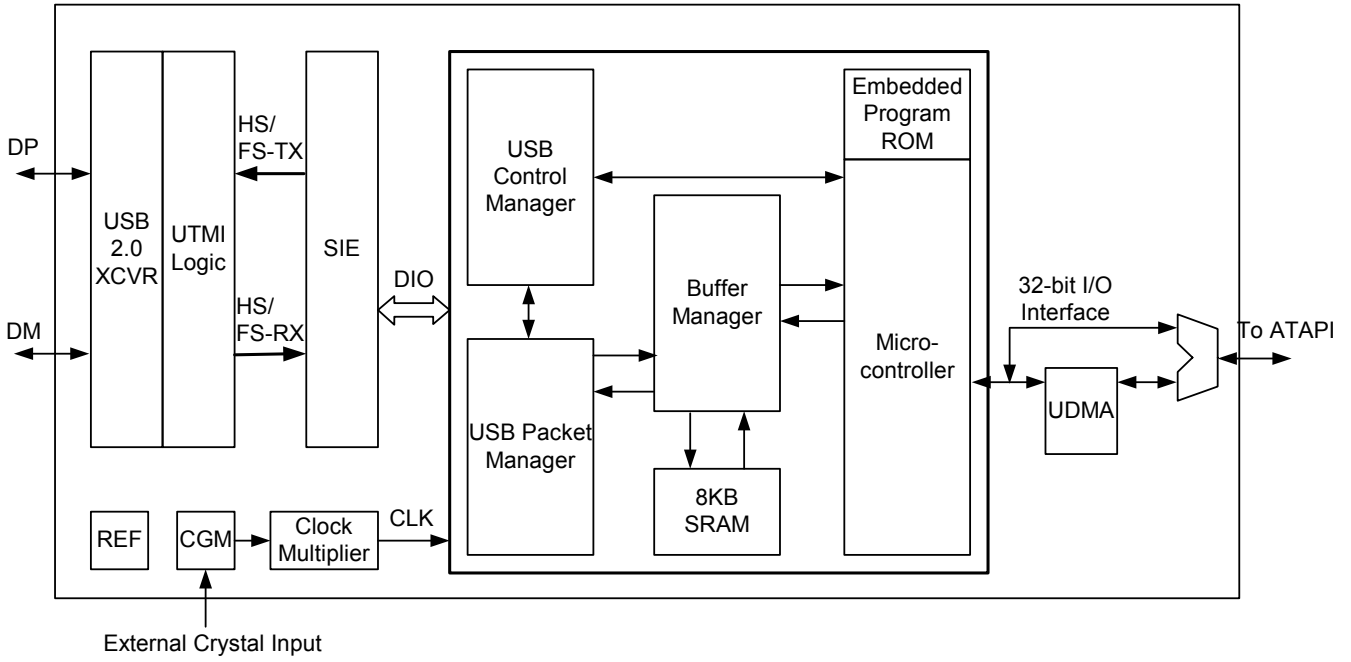 DP
DM
USB
2.0
XCVR
UTMI
Logic
HS/
FS-TX
HS/
FS-RX
SIE
DIO
USB
Control
Manager
USB Packet
Manager
Buffer
Manager
8KB
SRAM
Embedded
Program
ROM
Micro-
controller
32-bit I/O
Interface
UDMA
To ATAPI
REF
CGM
Clock
Multiplier
CLK
External Crystal Input